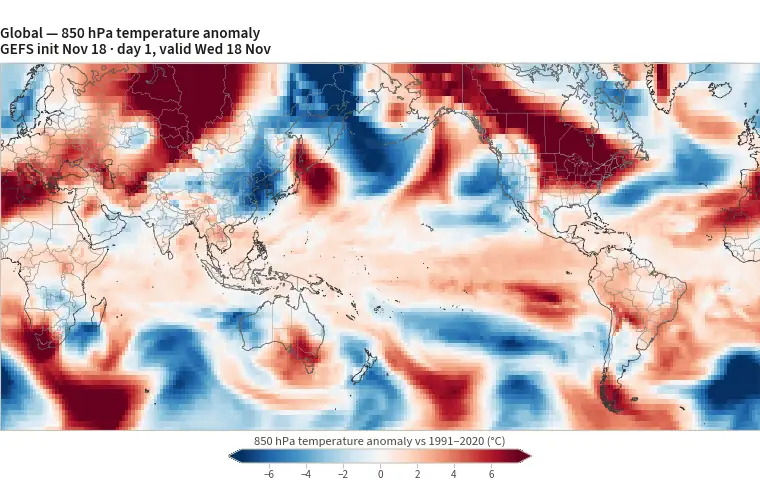 Global — 850 hPa temperature anomaly
GEFS init Nov 18 · day 1, valid Wed 18 Nov
850 hPa temperature anomaly vs 1991–2020 (°C)
−6 −4 −2 0 2 4 6